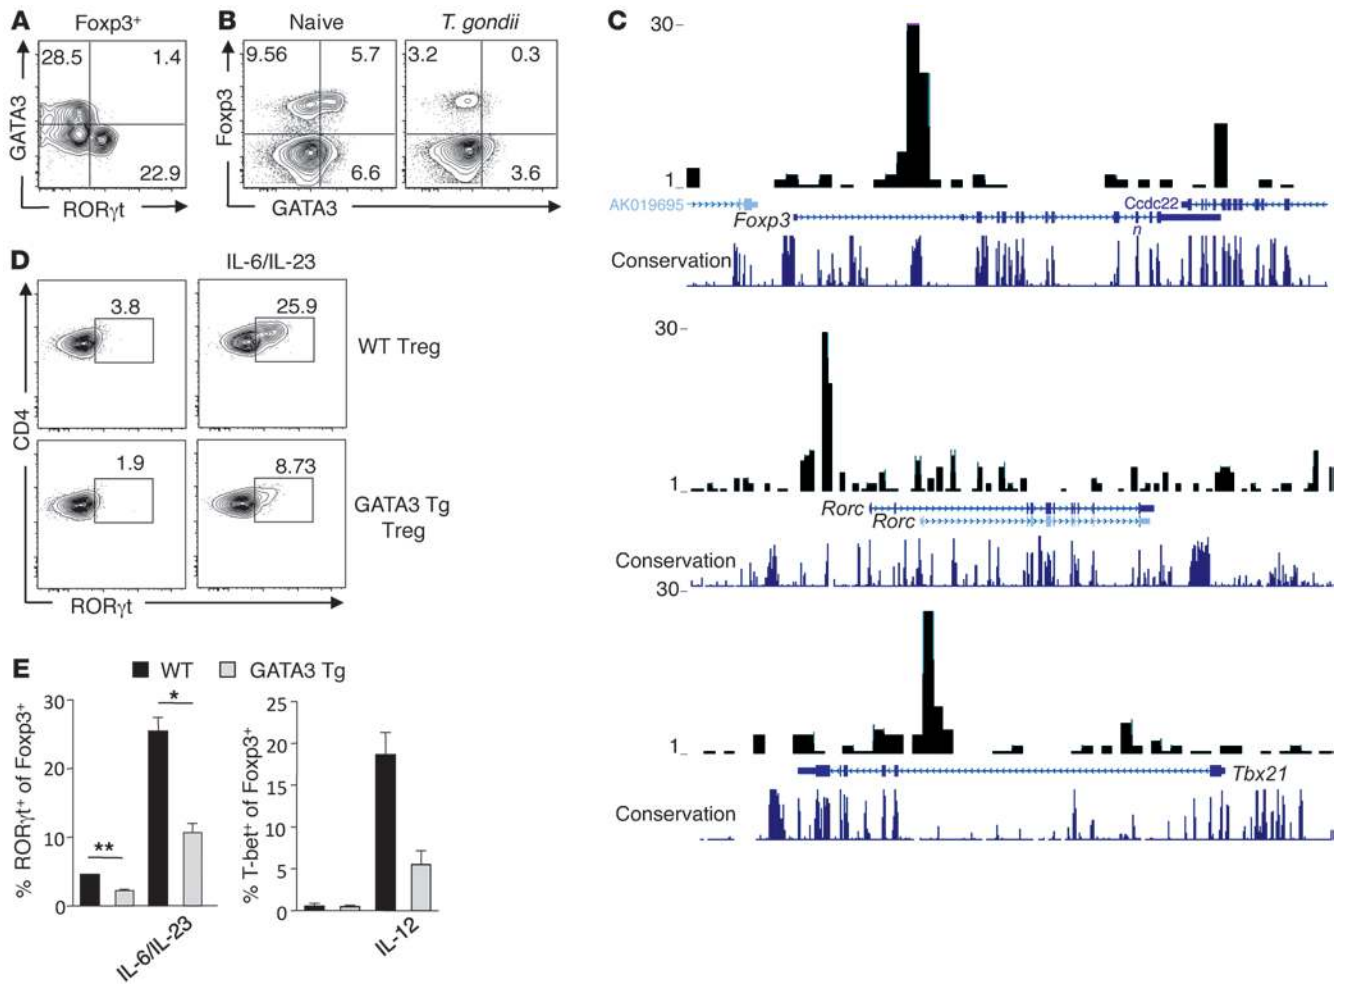 A
Foxp3+
GATA3
28.5
1.4
22.9
RORγt
B
Naive
T. gondii
Foxp3
9.56
5.7
6.6
3.2
0.3
3.6
GATA3
C
30
1
AK019695
Ccdc22
Foxp3
n
Conservation
30
1
Rorc
Rorc
Conservation
30
1
Tbx21
Conservation
D
IL-6/IL-23
3.8
25.9
WT Treg
CD4
1.9
8.73
GATA3 Tg
Treg
RORγt
E
WT
GATA3 Tg
% RORγt+ of Foxp3+
30
20
10
0
**
*
IL-6/IL-23
% T-bet+ of Foxp3+
25
20
15
10
5
0
IL-12